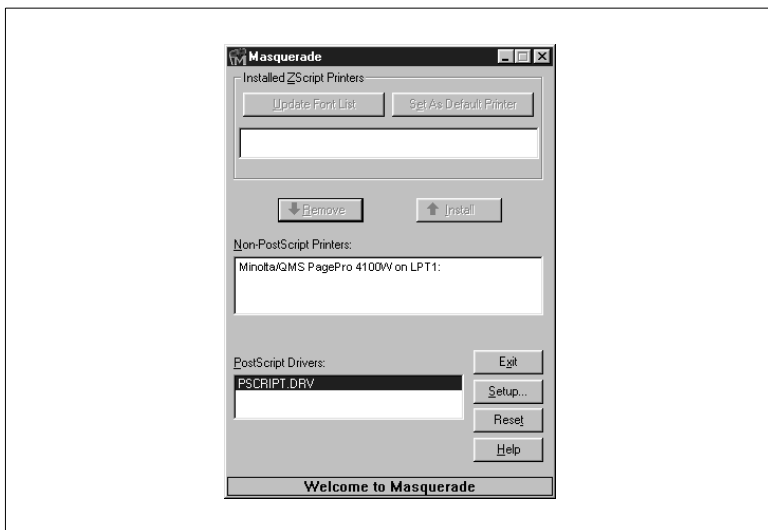 Masquerade
Installed ZScript Printers
Update Font List
Set As Default Printer
Remove
Install
Non-PostScript Printers:
Minolta/QMS PagePro 4100W on LPT1:
PostScript Drivers:
PSCRIPT.DRV
Exit
Setup...
Reset
Help
Welcome to Masquerade